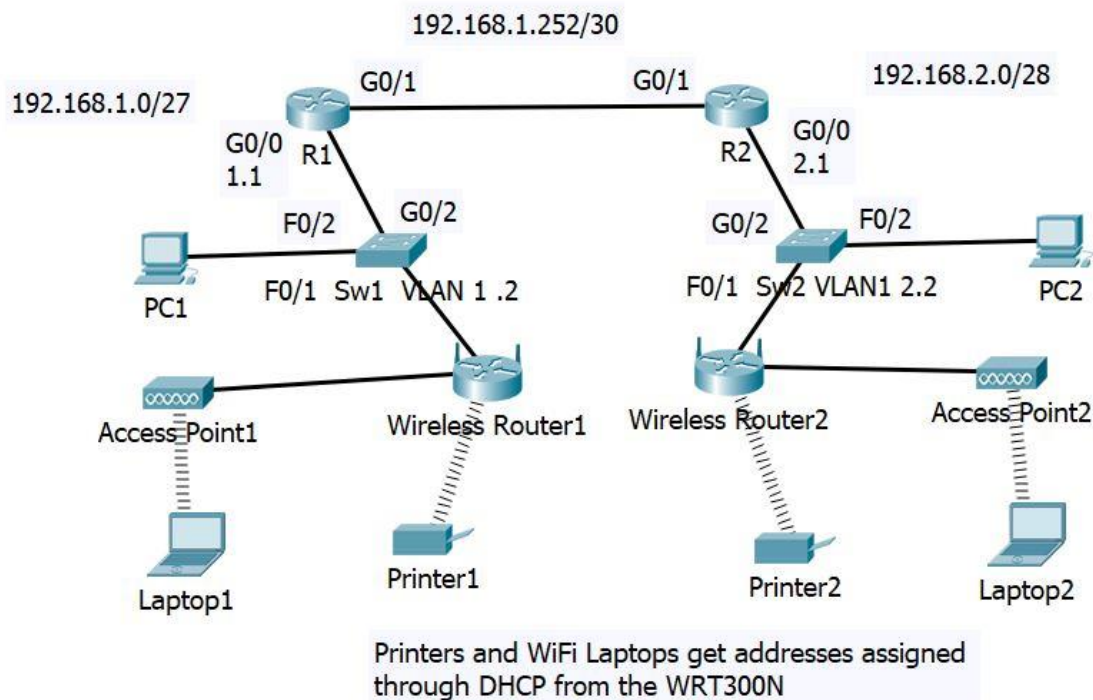 192.168.1.252/30
192.168.1.0/27
G0/1
G0/1
192.168.2.0/28
G0/0
1.1
R1
R2
G0/0
2.1
F0/2
G0/2
G0/2
F0/2
PC1
F0/1
Sw1
VLAN 1 .2
F0/1
Sw2 VLAN1 2.2
PC2
Access Point1
Wireless Router1
Wireless Router2
Access Point2
Laptop1
Printer1
Printer2
Laptop2
Printers and WiFi Laptops get addresses assigned
through DHCP from the WRT300N